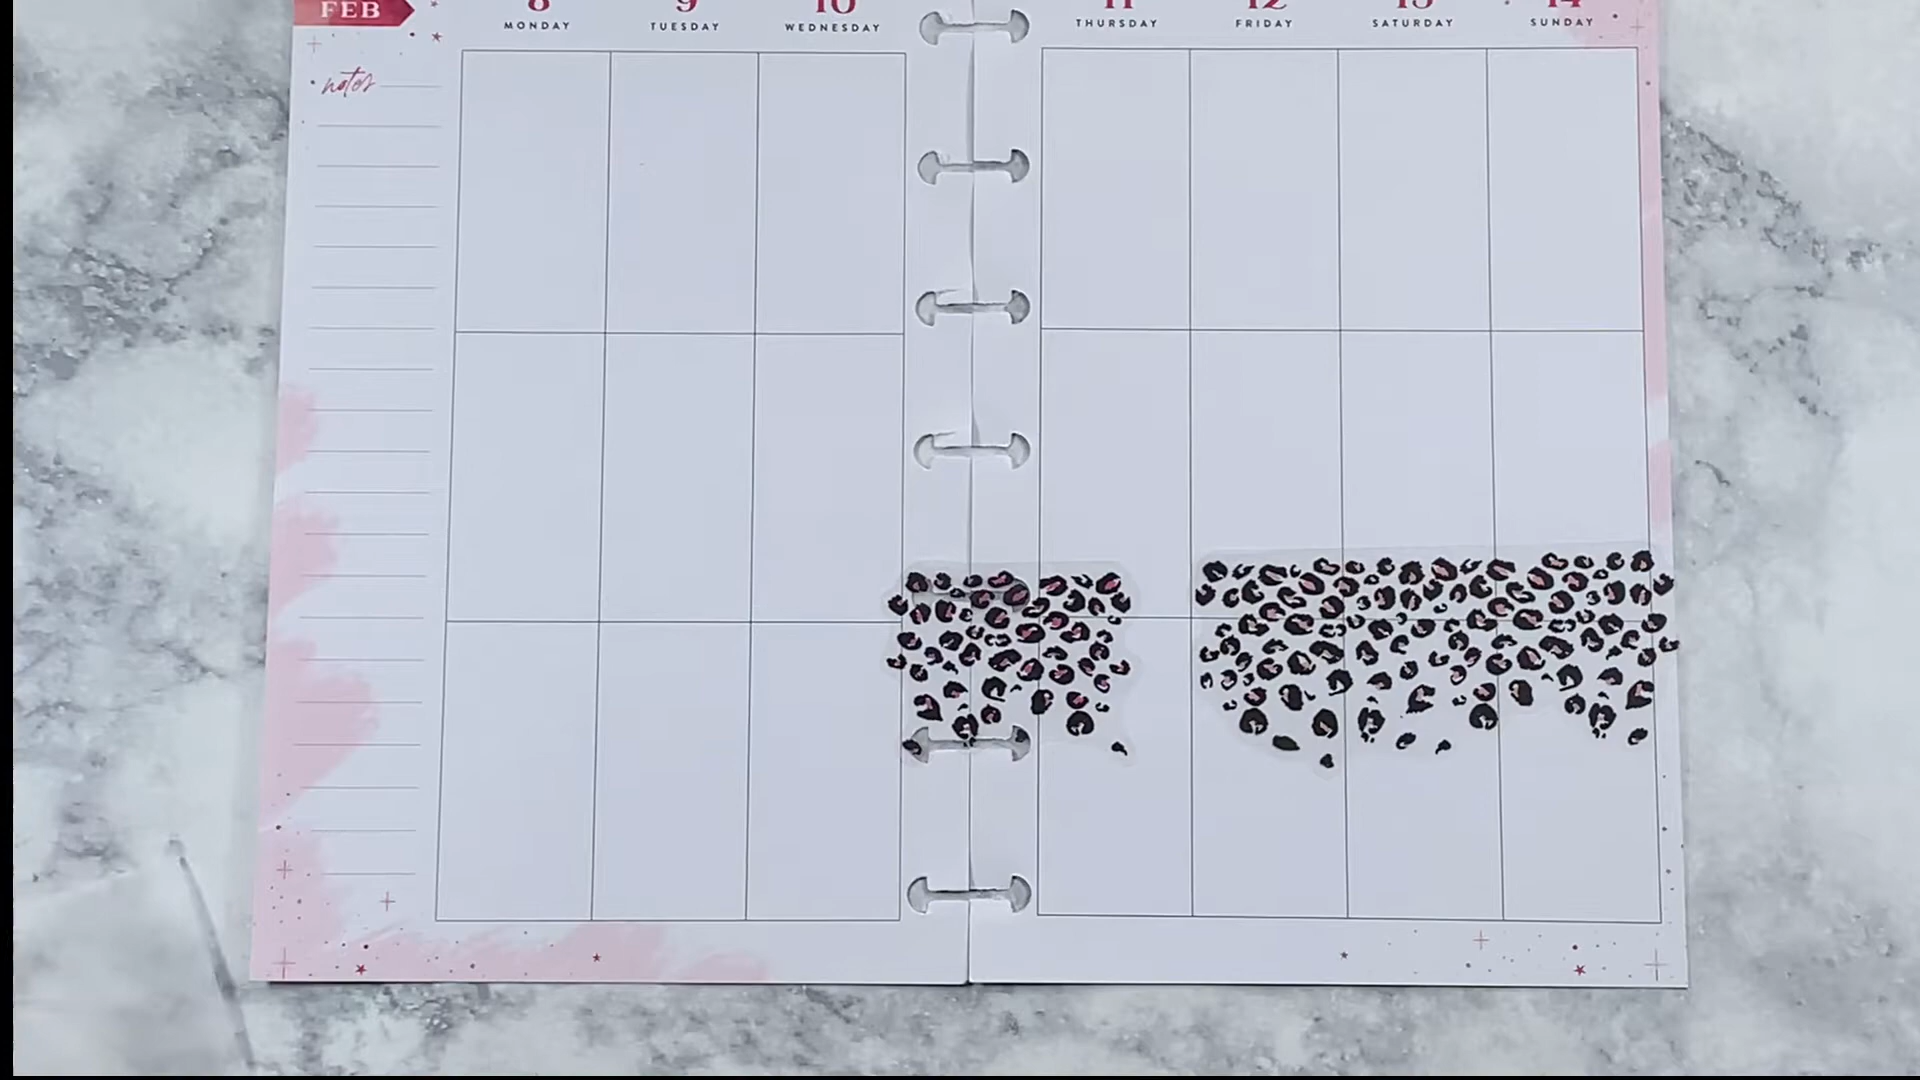 FEB
8 9 10 11 12 13 14
MONDAY TUESDAY WEDNESDAY THURSDAY FRIDAY SATURDAY SUNDAY
notes